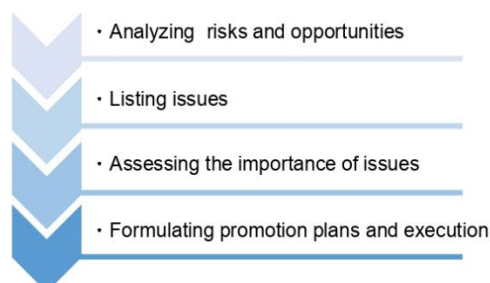 ・Analyzing risks and opportunities
・Listing issues
・Assessing the importance of issues
・Formulating promotion plans and execution